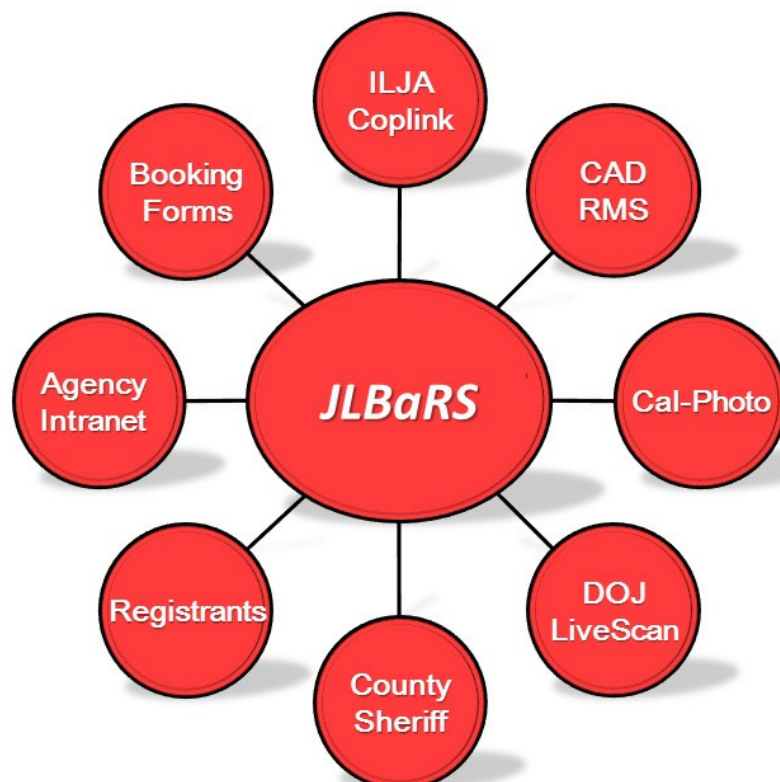 ILJA
Coplink
Booking
Forms
CAD
RMS
Agency
Intranet
JLBaRS
Cal-Photo
Registrants
DOJ
LiveScan
County
Sheriff